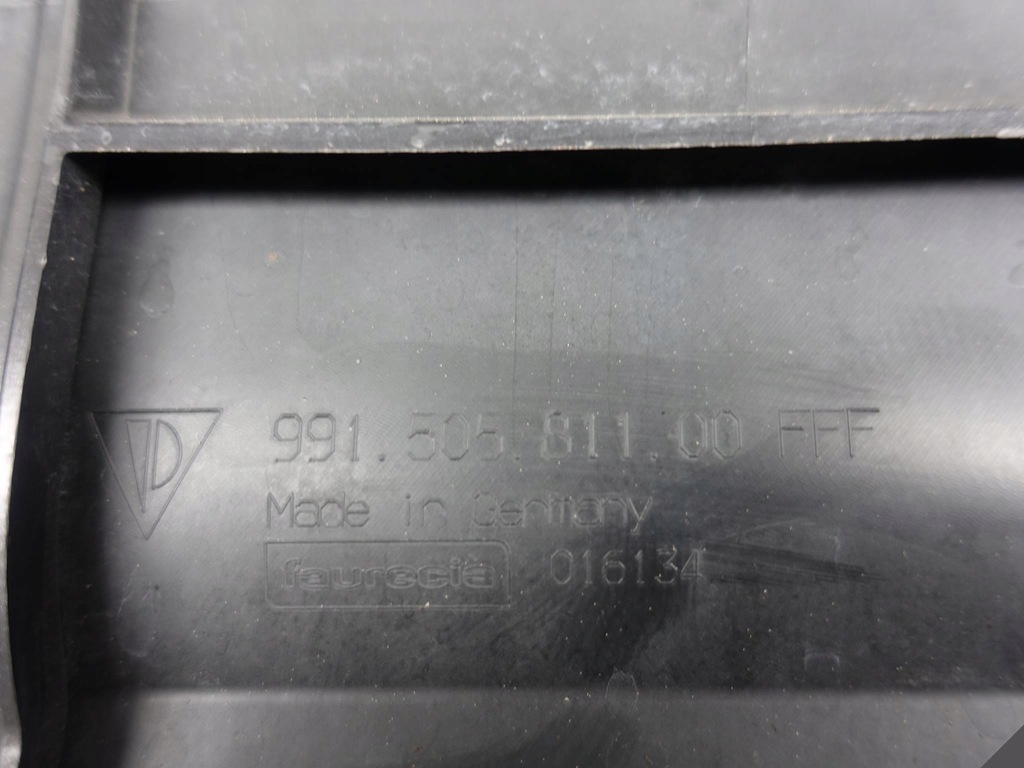 991.505.811.00 FFF
Made in Germany
faurecia 016134